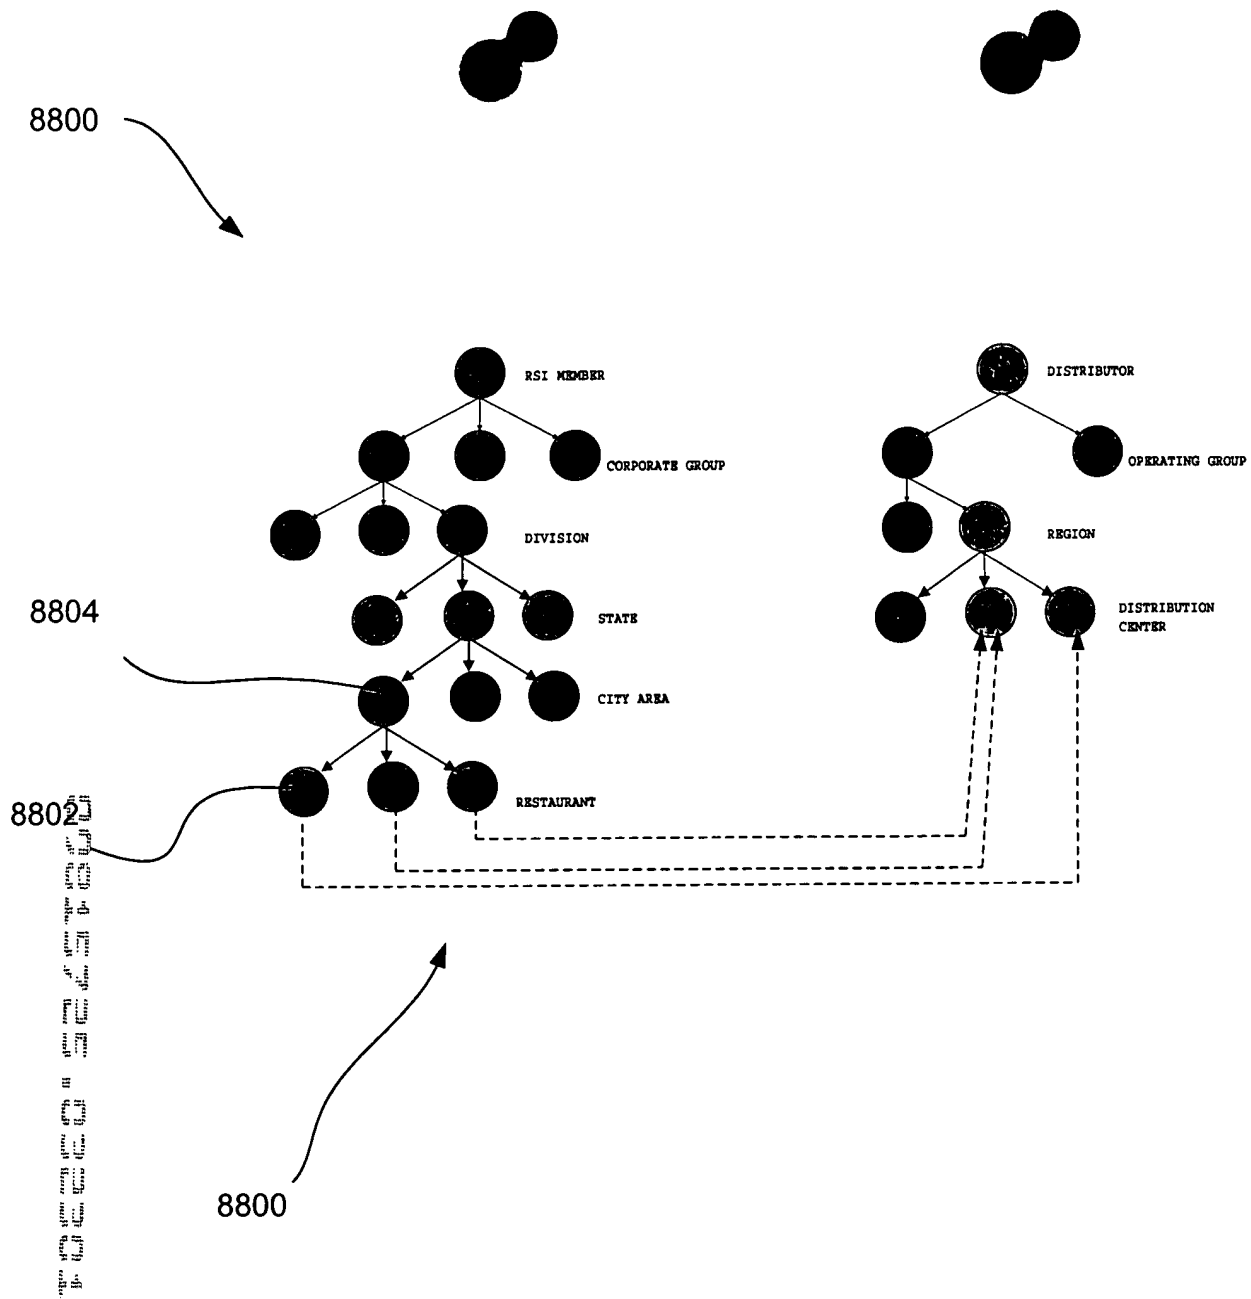 8800
RSI MEMBER
DISTRIBUTOR
CORPORATE GROUP
OPERATING GROUP
DIVISION
REGION
8804
STATE
DISTRIBUTION
CENTER
CITY AREA
RESTAURANT
8802
8800